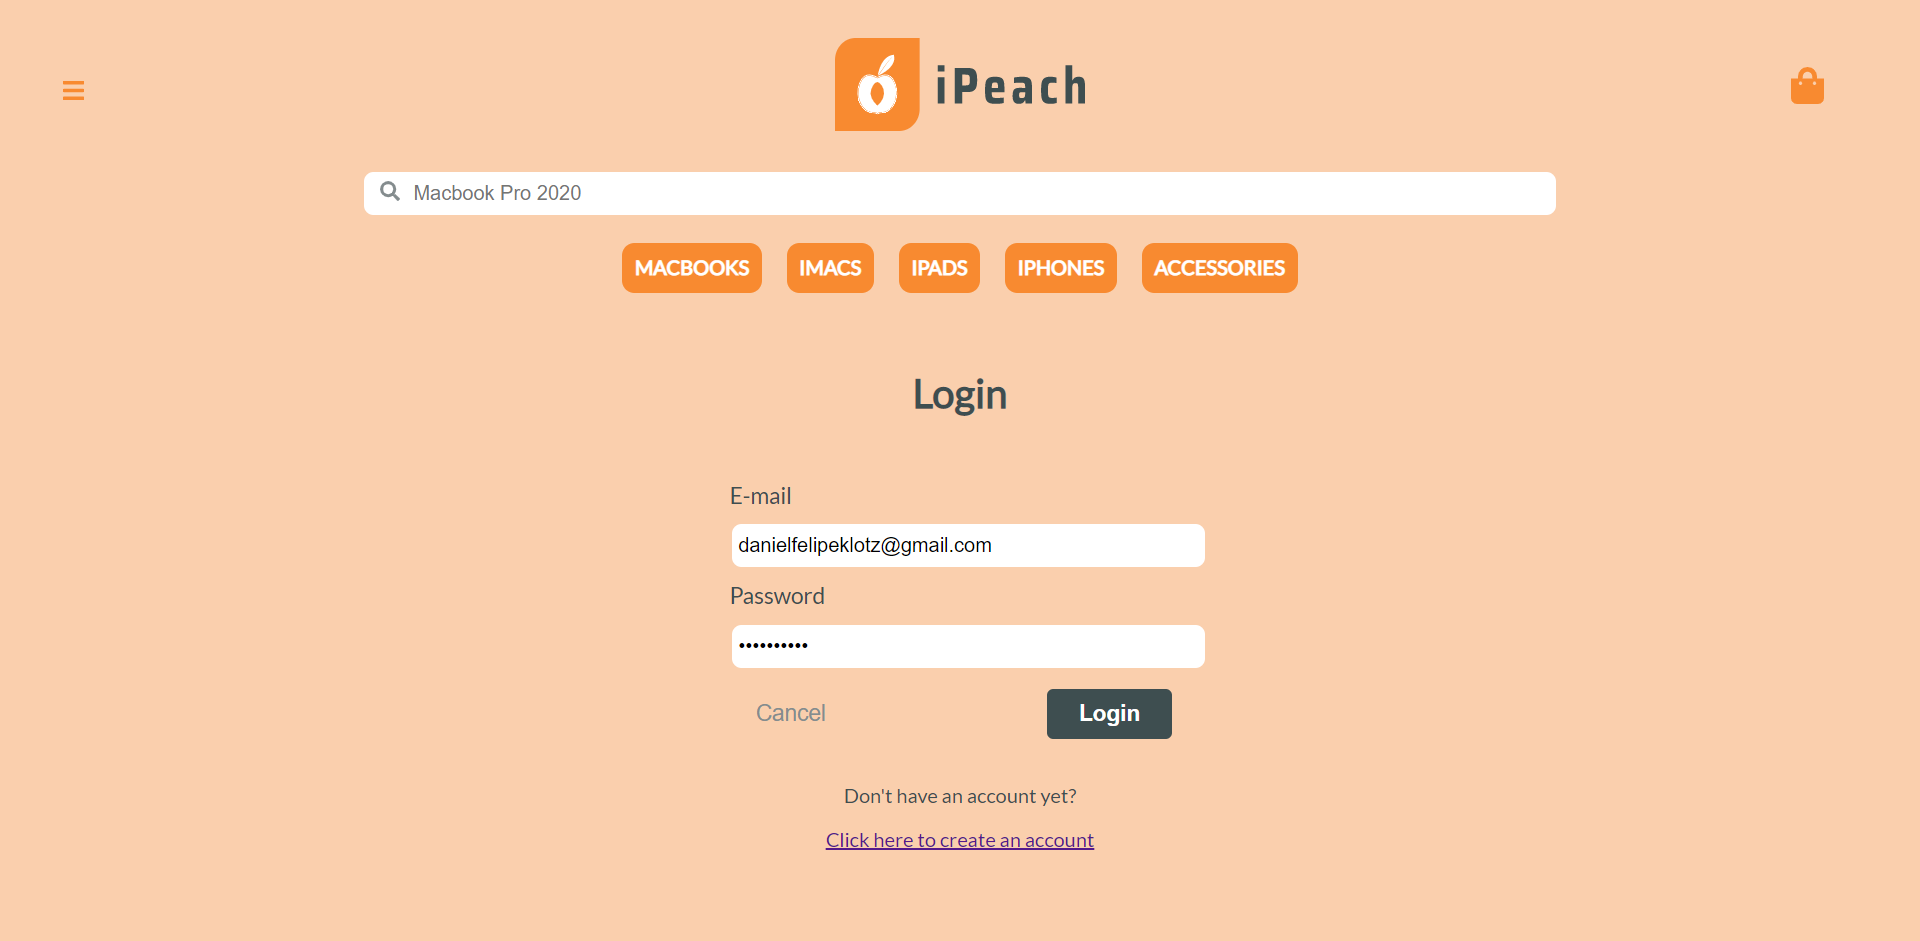 iPeach
Macbook Pro 2020
MACBOOKS IMACS IPADS IPHONES ACCESSORIES
Login
E-mail
danielfelipeklotz@gmail.com
Password
••••••••••
Cancel Login
Don't have an account yet?
Click here to create an account